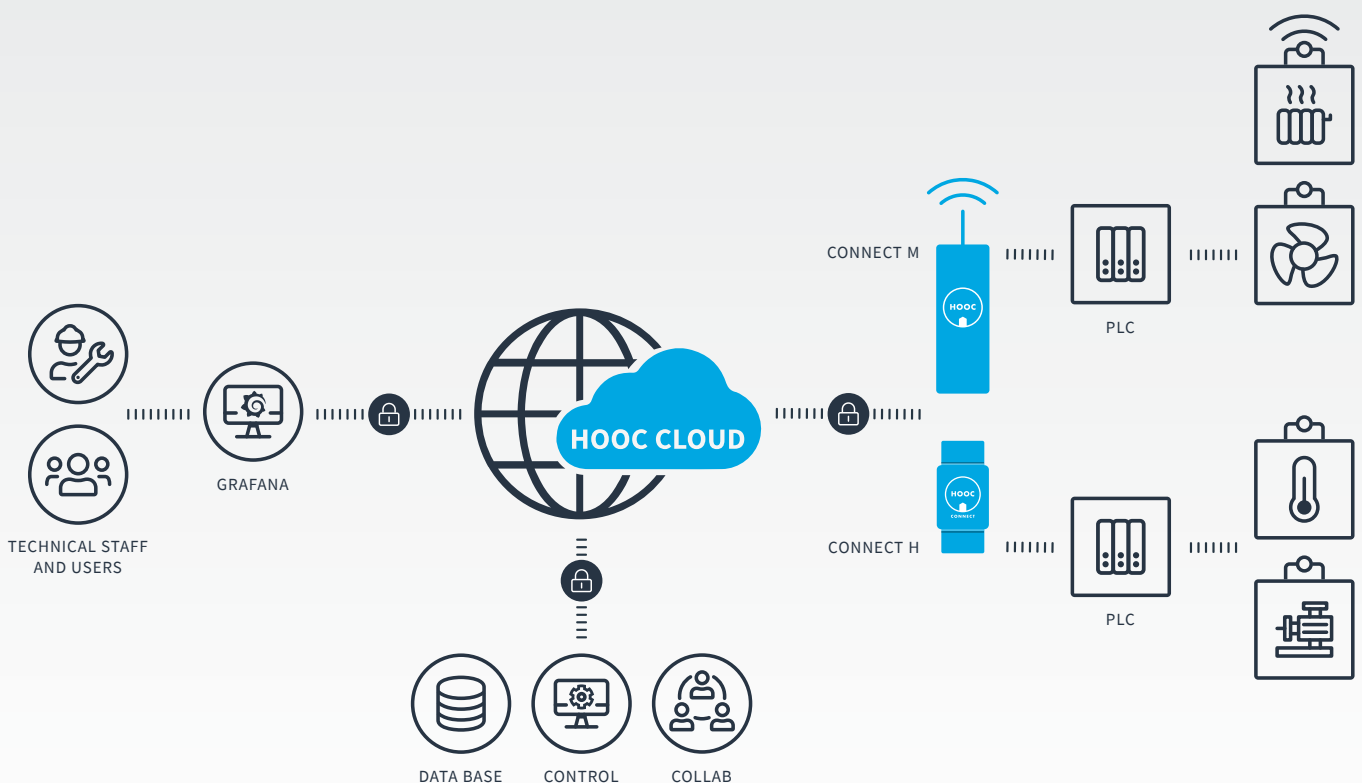 CONNECT M
HOOC
PLC
HOOC CLOUD
GRAFANA
TECHNICAL STAFF
AND USERS
HOOC
CONNECT
CONNECT H
PLC
DATA BASE
CONTROL
COLLAB